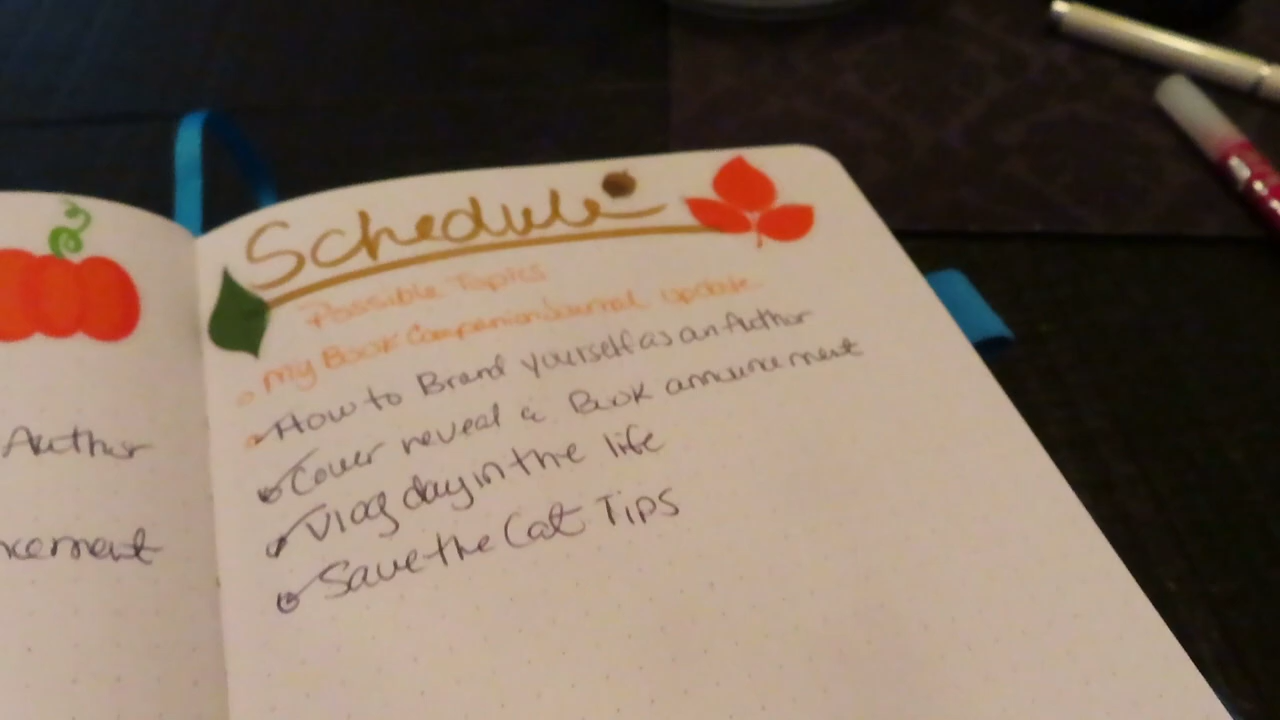 Author
ncement
Schedule
Possible Topics
My Book Companion Journal update
How to Brand yourself as an Author
Cover reveal & Book annuncement
Vlog day in the life
Save the Cat Tips